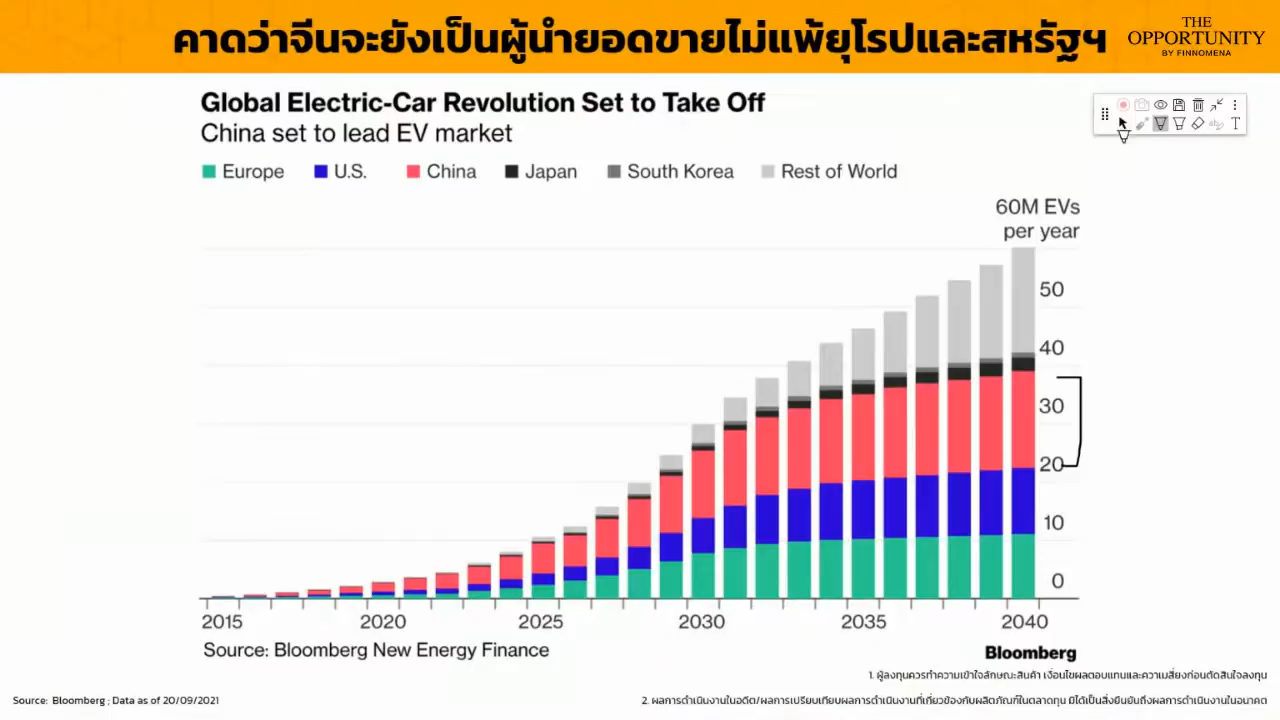 คาดว่าจีนจะยังเป็นผู้นำยอดขายไม่แพ้ยุโรปและสหรัฐฯ
THE
OPPORTUNITY
BY FINNOMENA
Global Electric-Car Revolution Set to Take Off
China set to lead EV market
Europe U.S. China Japan South Korea Rest of World
60M EVs
per year
50
40
30
20
10
0
2015 2020 2025 2030 2035 2040
Source: Bloomberg New Energy Finance
Bloomberg
1. ผู้ลงทุนควรทำความเข้าใจลักษณะสินค้า เงื่อนไขผลตอบแทนและความเสี่ยงก่อนตัดสินใจลงทุน
Source: Bloomberg ; Data as of 20/09/2021
2. ผลการดำเนินงานในอดีต/ผลการเปรียบเทียบผลการดำเนินงานที่เกี่ยวข้องกับผลิตภัณฑ์ในตลาดทุน มิได้เป็นสิ่งยืนยันถึงผลการดำเนินงานในอนาคต